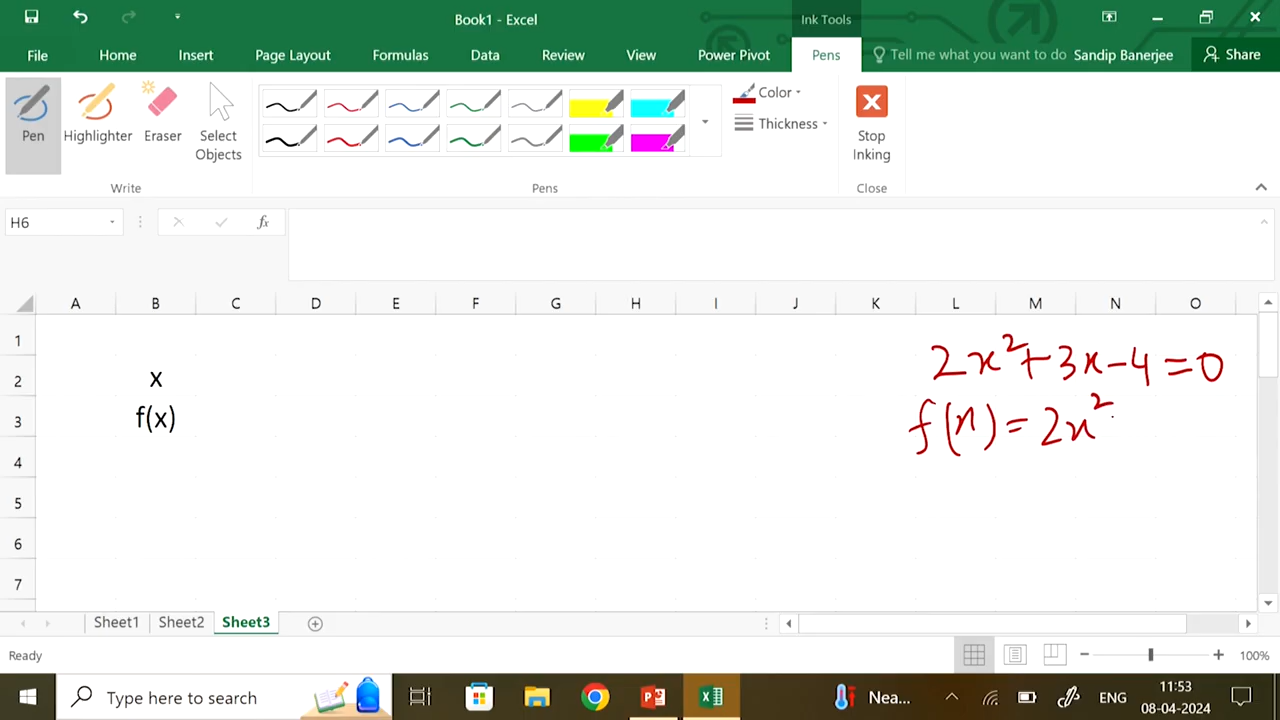 Book1 - Excel
Ink Tools
File
Home
Insert
Page Layout
Formulas
Data
Review
View
Power Pivot
Pens
Tell me what you want to do
Sandip Banerjee
Share
Pen
Highlighter
Eraser
Select Objects
Color
Thickness
Stop Inking
Write
Pens
Close
H6
fx
A B C D E F G H I J K L M N O
1
2
3
4
5
6
7
x
f(x)
2x²+3x-4=0
f(x)=2x²
Sheet1
Sheet2
Sheet3
Ready
100%
Type here to search
Nea...
ENG
11:53
08-04-2024